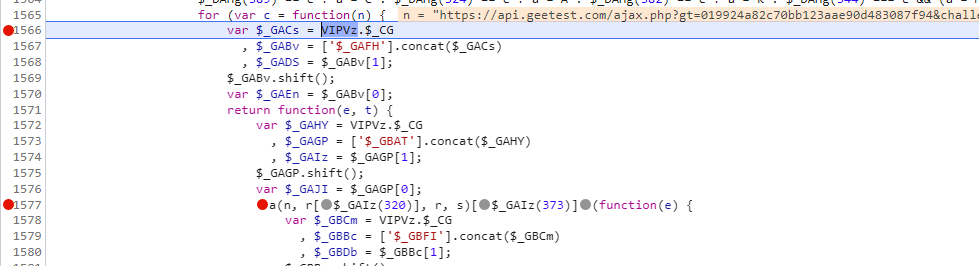 1565 for (var c = function(n) { n = "https://api.geetest.com/ajax.php?gt=019924a82c70bb123aae90d483087f94&challe
1566 var $_GACs = VIPVz.$_CG
1567 , $_GABv = ['$_GAFH'].concat($_GACs)
1568 , $_GADS = $_GABv[1];
1569 $_GABv.shift();
1570 var $_GAEn = $_GABv[0];
1571 return function(e, t) {
1572 var $_GAHY = VIPVz.$_CG
1573 , $_GAGP = ['$_GBAT'].concat($_GAHY)
1574 , $_GAIz = $_GAGP[1];
1575 $_GAGP.shift();
1576 var $_GAJI = $_GAGP[0];
1577 a(n, r[$_GAIz(320)], r, s)[$_GAIz(373)](function(e) {
1578 var $_GBCm = VIPVz.$_CG
1579 , $_GBBc = ['$_GBFI'].concat($_GBCm)
1580 , $_GBDb = $_GBBc[1];